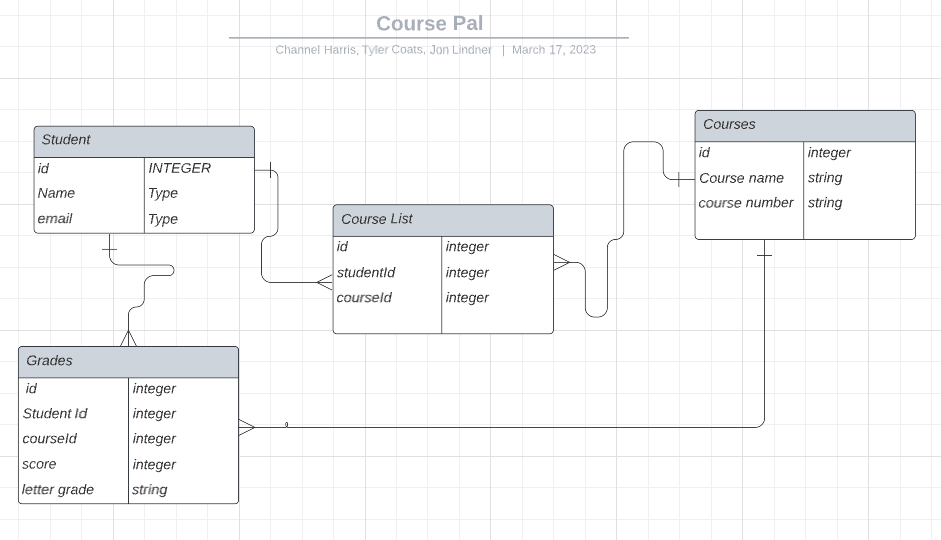 Course Pal
Channel Harris, Tyler Coats, Jon Lindner | March 17, 2023
Student
id INTEGER
Name Type
email Type
Course List
id integer
studentId integer
courseId integer
Courses
id integer
Course name string
course number string
Grades
id integer
Student Id integer
courseId integer
score integer
letter grade string